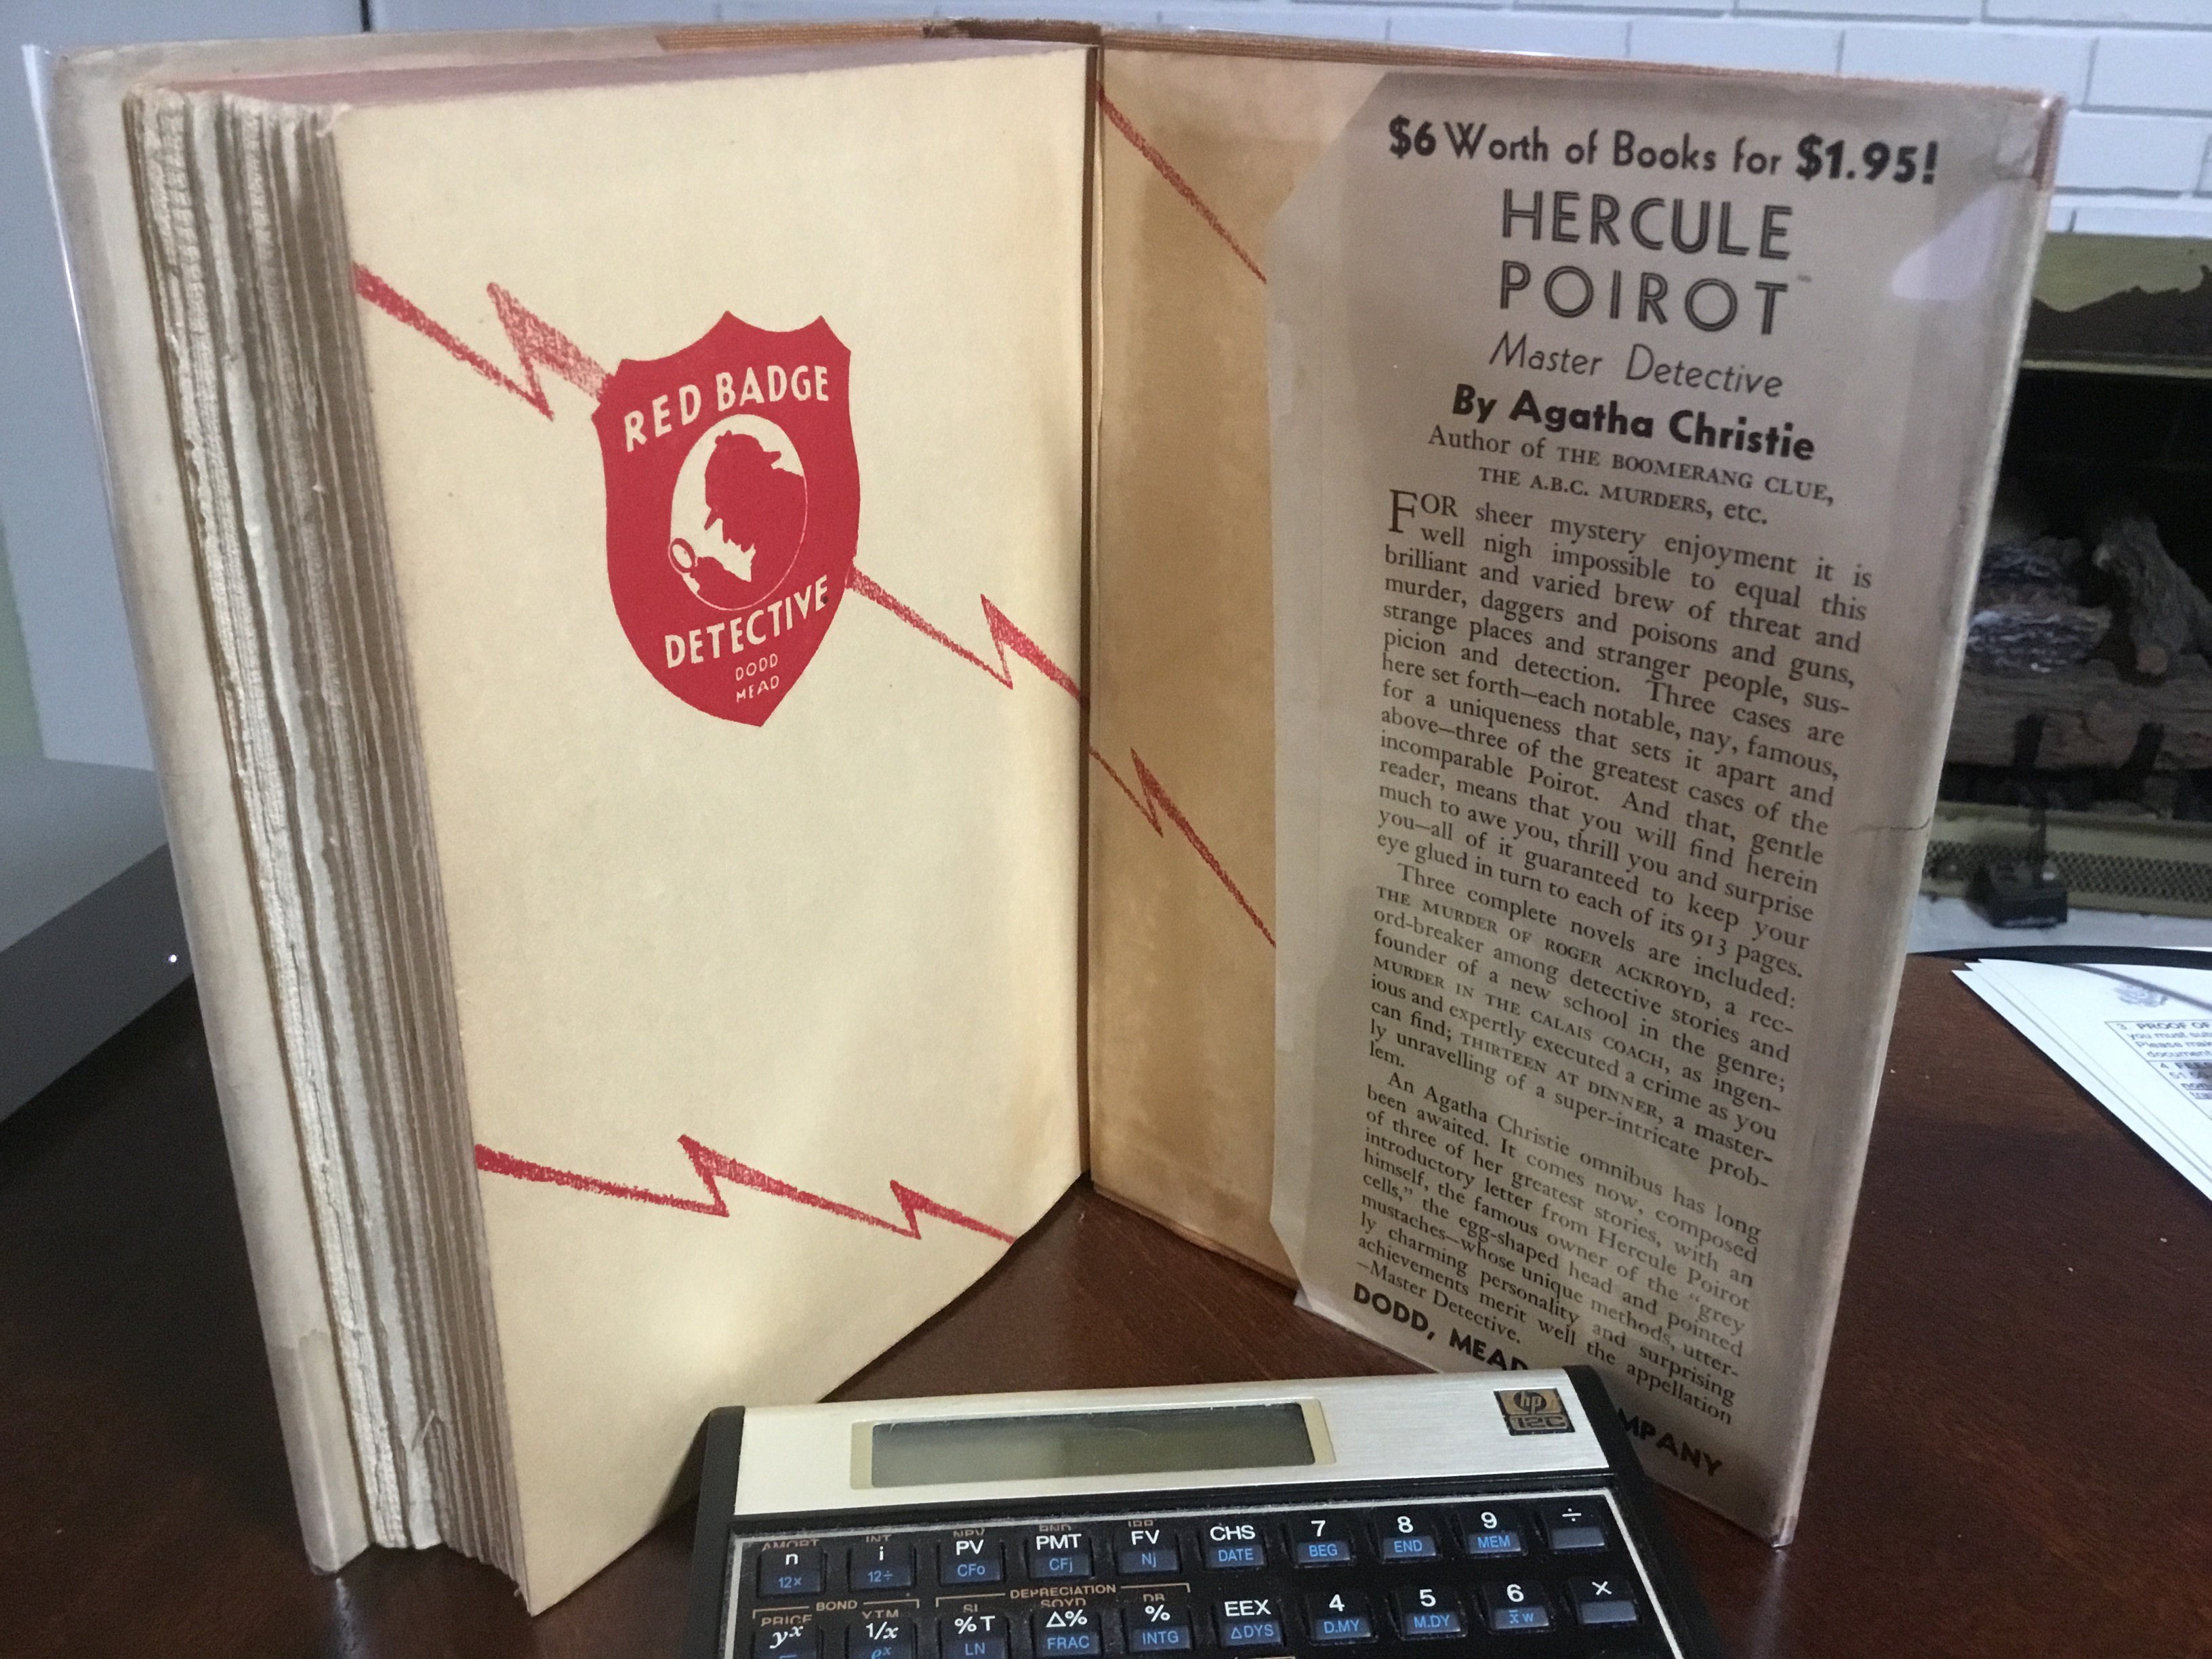 RED BADGE
DETECTIVE
DODD
MEAD
$6 Worth of Books for $1.95!
HERCULE
POIROT
Master Detective
By Agatha Christie
Author of THE BOOMERANG CLUE,
THE A.B.C. MURDERS, etc.
FOR sheer mystery enjoyment it is
well nigh impossible to equal this
brilliant and varied brew of threat and
murder, daggers and poisons and guns,
strange places and stranger people, sus-
picion and detection. Three cases are
here set forth—each notable, nay, famous,
for a uniqueness that sets it apart and
above—three of the greatest cases of the
incomparable Poirot. And that, gentle
reader, means that you will find herein
much to awe you, thrill you and surprise
you—all of it guaranteed to keep your
eye glued in turn to each of its 913 pages.
Three complete novels are included:
THE MURDER OF ROGER ACKROYD, a rec-
ord-breaker among detective stories and
founder of a new school in the genre;
MURDER IN THE CALAIS COACH, as ingen-
ious and expertly executed a crime as you
can find; THIRTEEN AT DINNER, a master-
ly unravelling of a super-intricate prob-
lem.
An Agatha Christie omnibus has long
been awaited. It comes now, composed
of three of her greatest stories, with an
introductory letter from Hercule Poirot
himself, the famous owner of the "grey
cells," the egg-shaped head and pointed
mustaches—whose unique methods, utter-
ly charming personality and surprising
achievements merit well the appellation
—Master Detective.
DODD, MEAD MPANY
hp
12C
AMORT INT NPV RND IRR
n i PV PMT FV CHS 7 8 9 ÷
12× 12÷ CFo CFj Nj DATE BEG END MEM
BOND DEPRECIATION
PRICE YTM SL SOYD DB
yx 1/x %T Δ% % EEX 4 5 6 ×
ex LN FRAC INTG ΔDYS D.MY M.DY x̄w
3 PROOF OF
you must sub
Please mak
document
4 FEES